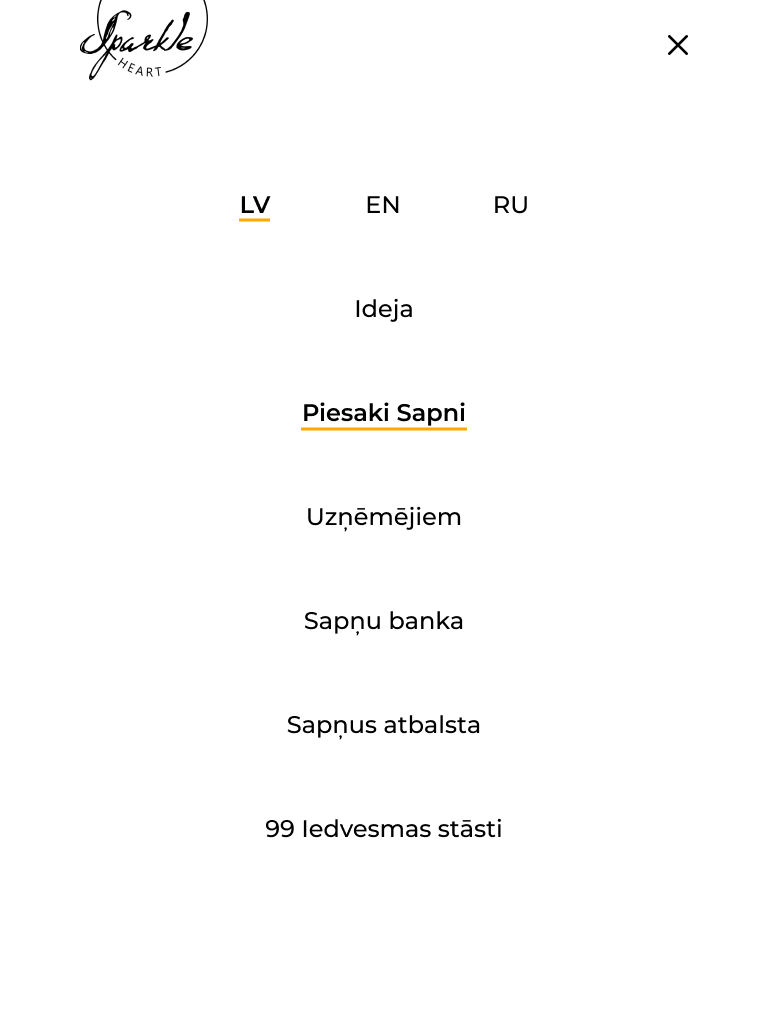 Sparkle
HEART
LV EN RU
Ideja
Piesaki Sapni
Uzņēmējiem
Sapņu banka
Sapņus atbalsta
99 Iedvesmas stāsti